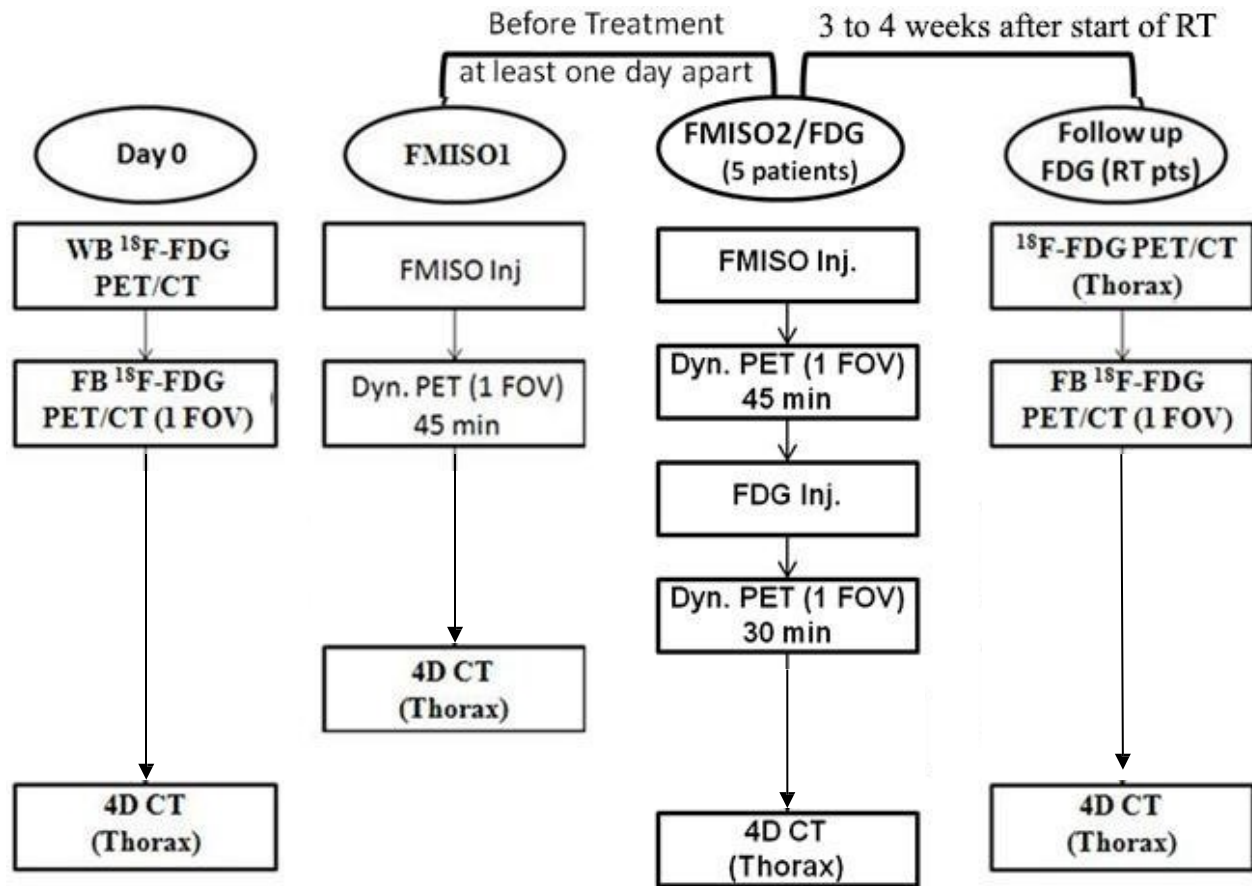 Before Treatment
at least one day apart
3 to 4 weeks after start of RT
Day 0
WB ¹⁸F-FDG
PET/CT
FB ¹⁸F-FDG
PET/CT (1 FOV)
4D CT
(Thorax)
FMISO1
FMISO Inj
Dyn. PET (1 FOV)
45 min
4D CT
(Thorax)
FMISO2/FDG
(5 patients)
FMISO Inj.
Dyn. PET (1 FOV)
45 min
FDG Inj.
Dyn. PET (1 FOV)
30 min
4D CT
(Thorax)
Follow up
FDG (RT pts)
¹⁸F-FDG PET/CT
(Thorax)
FB ¹⁸F-FDG
PET/CT (1 FOV)
4D CT
(Thorax)